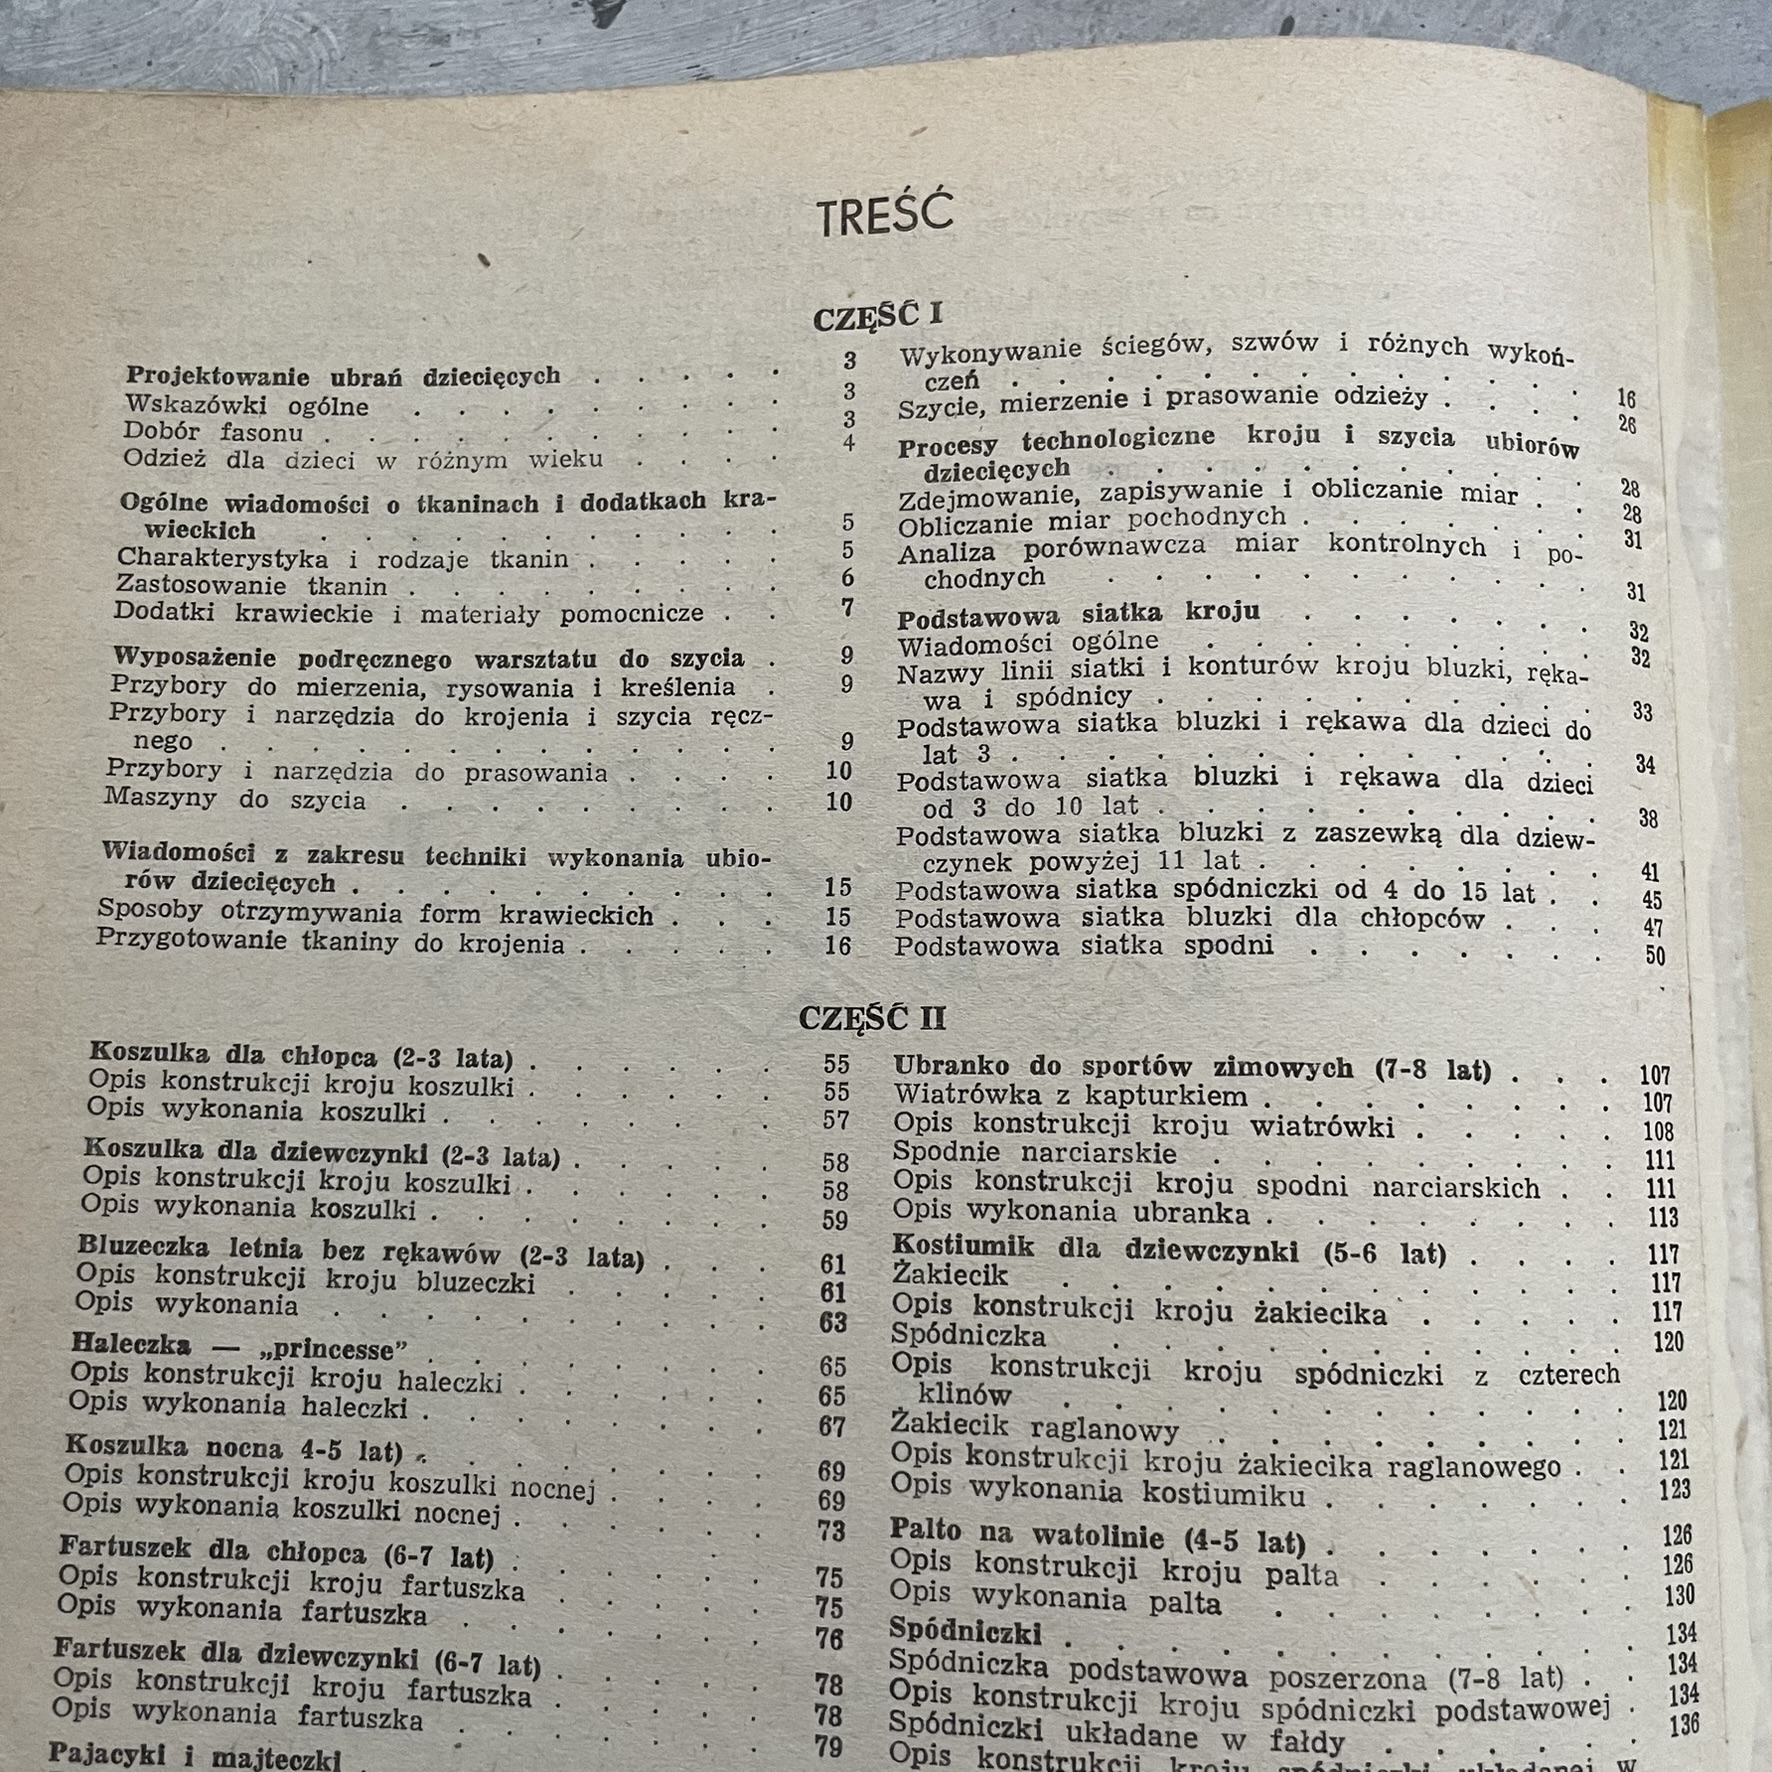 TREŚĆ
CZĘŚĆ I
Projektowanie ubrań dziecięcych . . . . . 3
Wskazówki ogólne . . . . . . . . 3
Dobór fasonu . . . . . . . . . 3
Odzież dla dzieci w różnym wieku . . . . 4
Ogólne wiadomości o tkaninach i dodatkach kra-
wieckich . . . . . . . . . . 5
Charakterystyka i rodzaje tkanin . . . . . 5
Zastosowanie tkanin . . . . . . . . . 6
Dodatki krawieckie i materiały pomocnicze . . 7
Wyposażenie podręcznego warsztatu do szycia . 9
Przybory do mierzenia, rysowania i kreślenia . 9
Przybory i narzędzia do krojenia i szycia ręcz-
nego . . . . . . . . . . . . . 9
Przybory i narzędzia do prasowania . . . . 10
Maszyny do szycia . . . . . . . . . 10
Wiadomości z zakresu techniki wykonania ubio-
rów dziecięcych . . . . . . . . . . 15
Sposoby otrzymywania form krawieckich . . . 15
Przygotowanie tkaniny do krojenia . . . . . 16
Wykonywanie ściegów, szwów i różnych wykoń-
czeń . . . . . . . . . . . . 16
Szycie, mierzenie i prasowanie odzieży . . . . 26
Procesy technologiczne kroju i szycia ubiorów
dziecięcych . . . . . . . . . . 28
Zdejmowanie, zapisywanie i obliczanie miar . . 28
Obliczanie miar pochodnych . . . . . . . 31
Analiza porównawcza miar kontrolnych i po-
chodnych . . . . . . . . . . . 31
Podstawowa siatka kroju . . . . . . . 32
Wiadomości ogólne . . . . . . . . . 32
Nazwy linii siatki i konturów kroju bluzki, ręka-
wa i spódnicy . . . . . . . . . . 33
Podstawowa siatka bluzki i rękawa dla dzieci do
lat 3 . . . . . . . . . . . . . 34
Podstawowa siatka bluzki i rękawa dla dzieci
od 3 do 10 lat . . . . . . . . . . 38
Podstawowa siatka bluzki z zaszewką dla dziew-
czynek powyżej 11 lat . . . . . . . . 41
Podstawowa siatka spódniczki od 4 do 15 lat . . 45
Podstawowa siatka bluzki dla chłopców . . . 47
Podstawowa siatka spodni . . . . . . . 50
CZĘŚĆ II
Koszulka dla chłopca (2-3 lata) . . . . . . 55
Opis konstrukcji kroju koszulki . . . . . . 55
Opis wykonania koszulki . . . . . . . . 57
Koszulka dla dziewczynki (2-3 lata) . . . . . 58
Opis konstrukcji kroju koszulki . . . . . . 58
Opis wykonania koszulki . . . . . . . . 59
Bluzeczka letnia bez rękawów (2-3 lata) . . . 61
Opis konstrukcji kroju bluzeczki . . . . . 61
Opis wykonania . . . . . . . . . . 63
Haleczka — „princesse” . . . . . . . . 65
Opis konstrukcji kroju haleczki . . . . . . 65
Opis wykonania haleczki . . . . . . . . 67
Koszulka nocna 4-5 lat) . . . . . . . . 69
Opis konstrukcji kroju koszulki nocnej . . . . 69
Opis wykonania koszulki nocnej . . . . . . 73
Fartuszek dla chłopca (6-7 lat) . . . . . . 75
Opis konstrukcji kroju fartuszka . . . . . 75
Opis wykonania fartuszka . . . . . . . 76
Fartuszek dla dziewczynki (6-7 lat) . . . . . 78
Opis konstrukcji kroju fartuszka . . . . . 78
Opis wykonania fartuszka . . . . . . . 79
Pajacyki i majteczki
Ubranko do sportów zimowych (7-8 lat) . . . 107
Wiatrówka z kapturkiem . . . . . . . . 107
Opis konstrukcji kroju wiatrówki . . . . . 108
Spodnie narciarskie . . . . . . . . . 111
Opis konstrukcji kroju spodni narciarskich . . 111
Opis wykonania ubranka . . . . . . . . 113
Kostiumik dla dziewczynki (5-6 lat) . . . . 117
Żakiecik . . . . . . . . . . . . 117
Opis konstrukcji kroju żakiecika . . . . . 117
Spódniczka . . . . . . . . . . . 120
Opis konstrukcji kroju spódniczki z czterech
klinów . . . . . . . . . . . . 120
Żakiecik raglanowy . . . . . . . . . 121
Opis konstrukcji kroju żakiecika raglanowego . . 121
Opis wykonania kostiumiku . . . . . . . 123
Palto na watolinie (4-5 lat) . . . . . . . 126
Opis konstrukcji kroju palta . . . . . . 126
Opis wykonania palta . . . . . . . . 130
Spódniczki . . . . . . . . . . . 134
Spódniczka podstawowa poszerzona (7-8 lat) . . 134
Opis konstrukcji kroju spódniczki podstawowej . 134
Spódniczki układane w fałdy . . . . . . 136
Opis konstrukcji kroju spódniczki układanej w